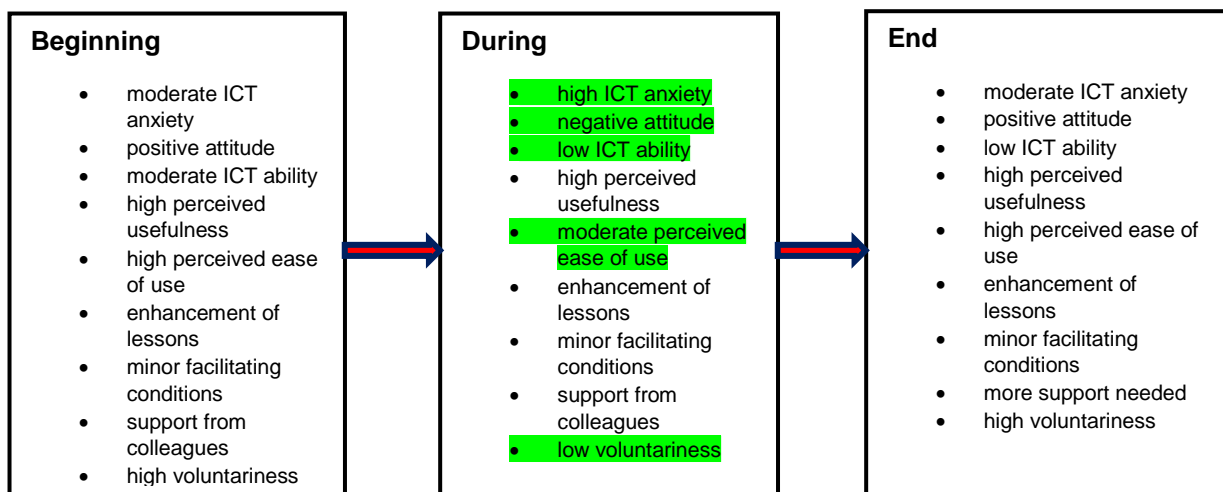 Beginning
• moderate ICT
anxiety
• positive attitude
• moderate ICT ability
• high perceived
usefulness
• high perceived ease
of use
• enhancement of
lessons
• minor facilitating
conditions
• support from
colleagues
• high voluntariness
During
• high ICT anxiety
• negative attitude
• low ICT ability
• high perceived
usefulness
• moderate perceived
ease of use
• enhancement of
lessons
• minor facilitating
conditions
• support from
colleagues
• low voluntariness
End
• moderate ICT anxiety
• positive attitude
• low ICT ability
• high perceived
usefulness
• high perceived ease of
use
• enhancement of
lessons
• minor facilitating
conditions
• more support needed
• high voluntariness